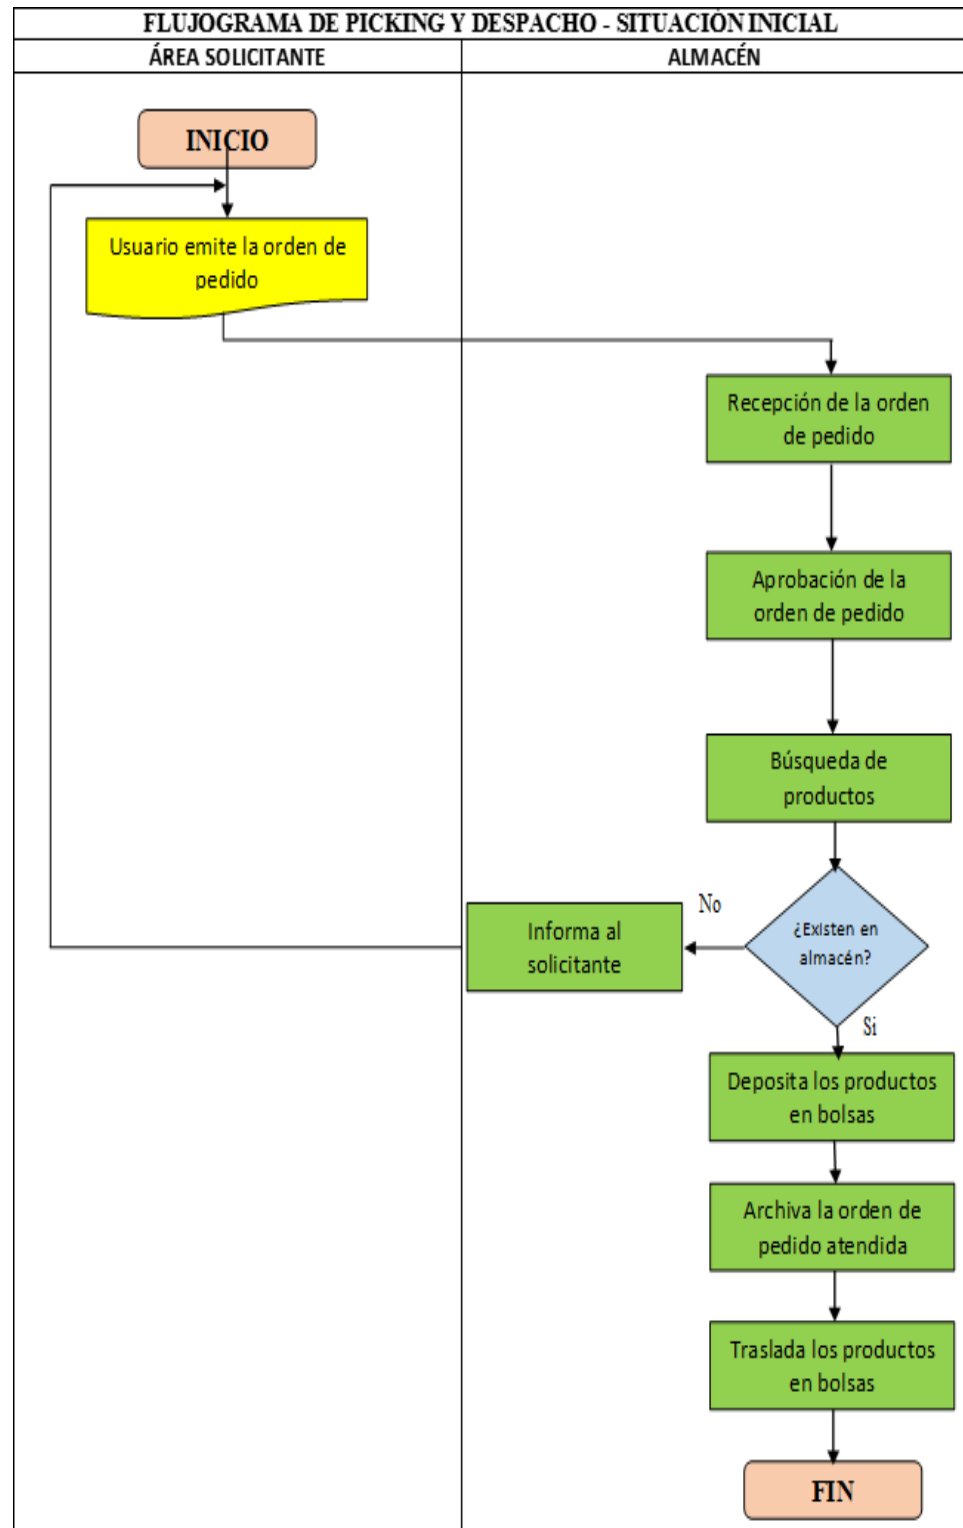 FLUJOGRAMA DE PICKING Y DESPACHO - SITUACIÓN INICIAL
ÁREA SOLICITANTE
ALMACÉN
INICIO
Usuario emite la orden de
pedido
Recepción de la orden
de pedido
Aprobación de la
orden de pedido
Búsqueda de
productos
¿Existen en
almacén?
No
Informa al
solicitante
Si
Deposita los productos
en bolsas
Archiva la orden de
pedido atendida
Traslada los productos
en bolsas
FIN